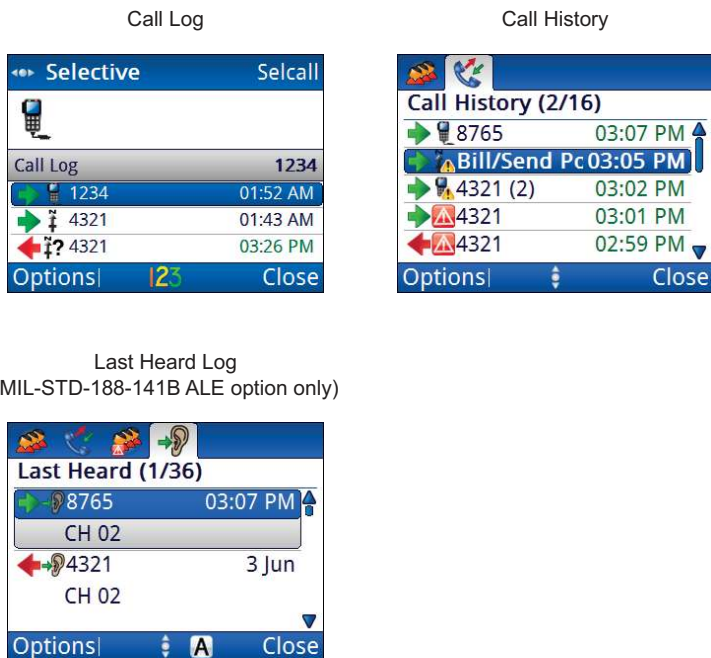 Call Log
Selective Selcall
Call Log 1234
1234 01:52 AM
4321 01:43 AM
? 4321 03:26 PM
Options 123 Close
Call History
Call History (2/16)
8765 03:07 PM
Bill/Send Pc 03:05 PM
4321 (2) 03:02 PM
4321 03:01 PM
4321 02:59 PM
Options Close
Last Heard Log
MIL-STD-188-141B ALE option only)
Last Heard (1/36)
8765 03:07 PM
CH 02
4321 3 Jun
CH 02
Options A Close